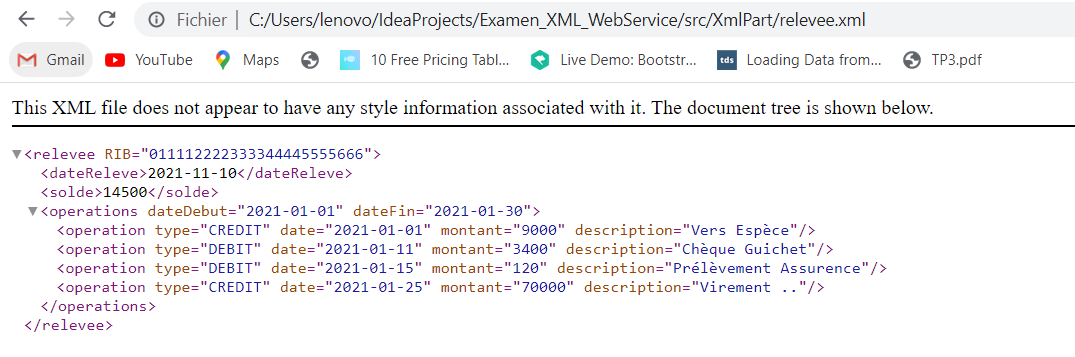 Fichier | C:/Users/lenovo/IdeaProjects/Examen_XML_WebService/src/XmlPart/relevee.xml
Gmail YouTube Maps 10 Free Pricing Tabl... Live Demo: Bootstr... tds Loading Data from... TP3.pdf
This XML file does not appear to have any style information associated with it. The document tree is shown below.
<relevee RIB="011112222333344445555666">
<dateReleve>2021-11-10</dateReleve>
<solde>14500</solde>
<operations dateDebut="2021-01-01" dateFin="2021-01-30">
<operation type="CREDIT" date="2021-01-01" montant="9000" description="Vers Espèce"/>
<operation type="DEBIT" date="2021-01-11" montant="3400" description="Chèque Guichet"/>
<operation type="DEBIT" date="2021-01-15" montant="120" description="Prélèvement Assurence"/>
<operation type="CREDIT" date="2021-01-25" montant="70000" description="Virement .."/>
</operations>
</relevee>